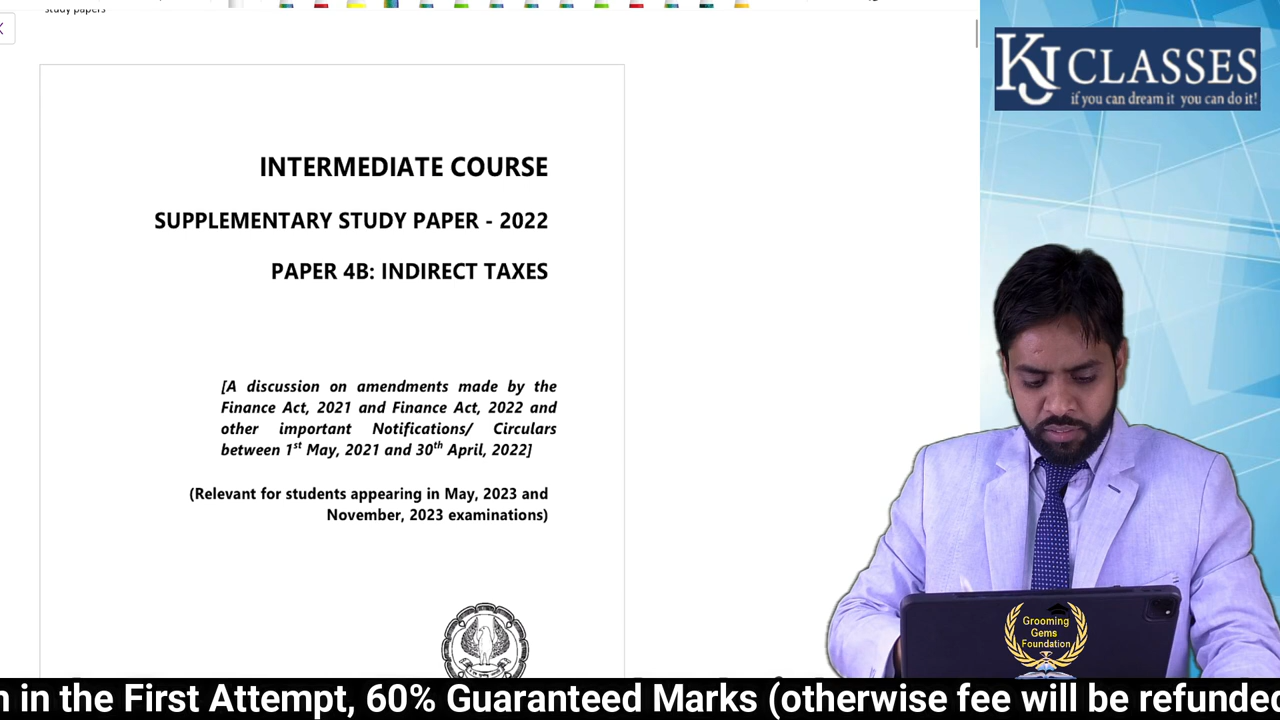 study papers
INTERMEDIATE COURSE
SUPPLEMENTARY STUDY PAPER - 2022
PAPER 4B: INDIRECT TAXES
[A discussion on amendments made by the
Finance Act, 2021 and Finance Act, 2022 and
other important Notifications/ Circulars
between 1st May, 2021 and 30th April, 2022]
(Relevant for students appearing in May, 2023 and
November, 2023 examinations)
KJ CLASSES
if you can dream it you can do it!
Grooming
Gems
Foundation
in the First Attempt, 60% Guaranteed Marks (otherwise fee will be refunded